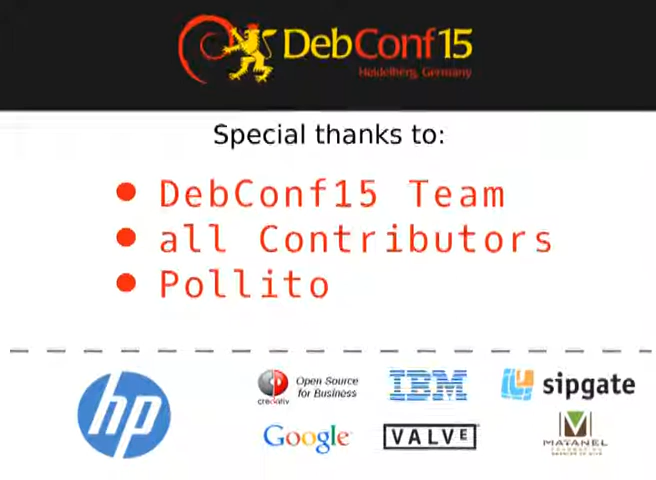 DebConf15
Heidelberg, Germany
Special thanks to:
DebConf15 Team
all Contributors
Pollito
hp
credativ
Open Source
for Business
IBM
sipgate
Google
VALVE
MATANEL